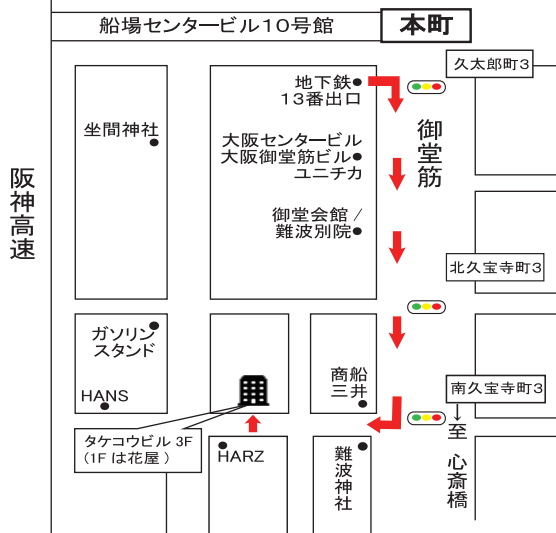 船場センタービル10号館
本町
久太郎町3
地下鉄
13番出口
坐間神社
大阪センタービル
大阪御堂筋ビル
ユニチカ
御堂筋
阪神高速
御堂会館 /
難波別院
北久宝寺町3
ガソリン
スタンド
HANS
商船
三井
南久宝寺町3
↓至 心斎橋
タケコウビル 3F
(1F は花屋 )
HARZ
難波神社